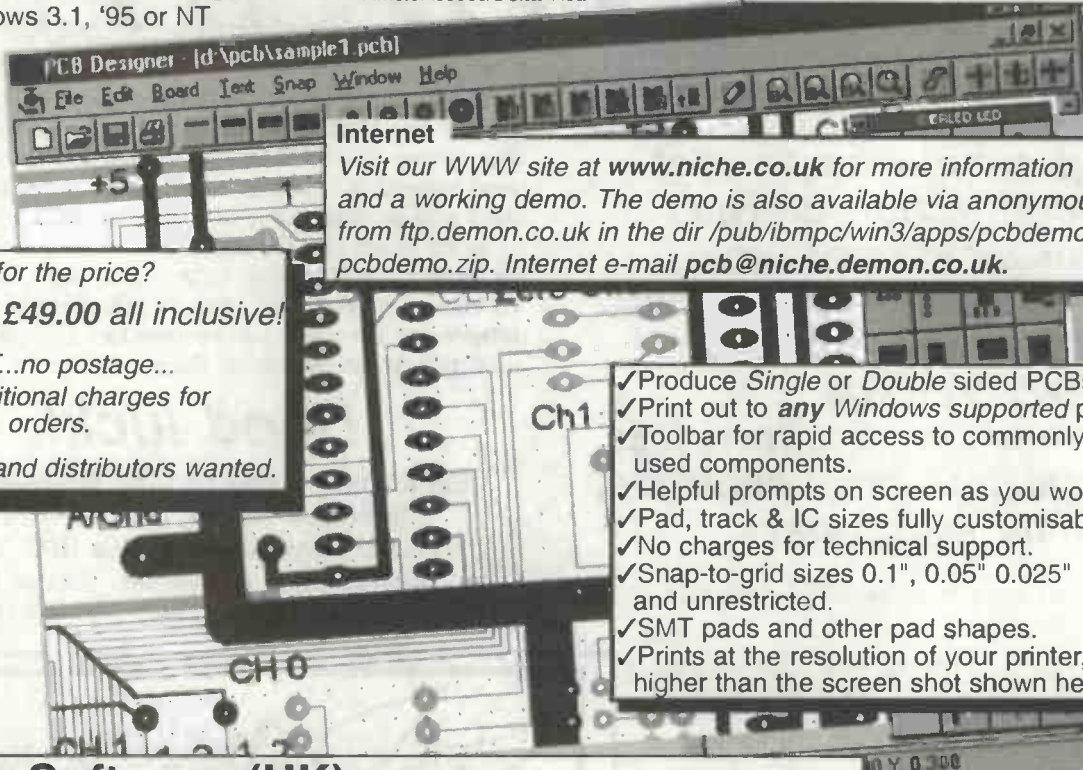 ows 3.1, '95 or NT
PCB Designer - [d:\pcb\sample1.pcb]
File Edit Board Text Snap Window Help
+5
1
Internet
Visit our WWW site at www.niche.co.uk for more information
and a working demo. The demo is also available via anonymou
from ftp.demon.co.uk in the dir /pub/ibmpc/win3/apps/pcbdemo
pcbdemo.zip. Internet e-mail pcb@niche.demon.co.uk.
for the price?
£49.00 all inclusive!
...no postage...
itional charges for
orders.
and distributors wanted.
Ch1
✓Produce Single or Double sided PCB
✓Print out to any Windows supported p
✓Toolbar for rapid access to commonly
used components.
✓Helpful prompts on screen as you wo
✓Pad, track & IC sizes fully customisab
✓No charges for technical support.
✓Snap-to-grid sizes 0.1", 0.05" 0.025"
and unrestricted.
✓SMT pads and other pad shapes.
✓Prints at the resolution of your printer,
higher than the screen shot shown he
CH 0
CH 1
Software (UK)